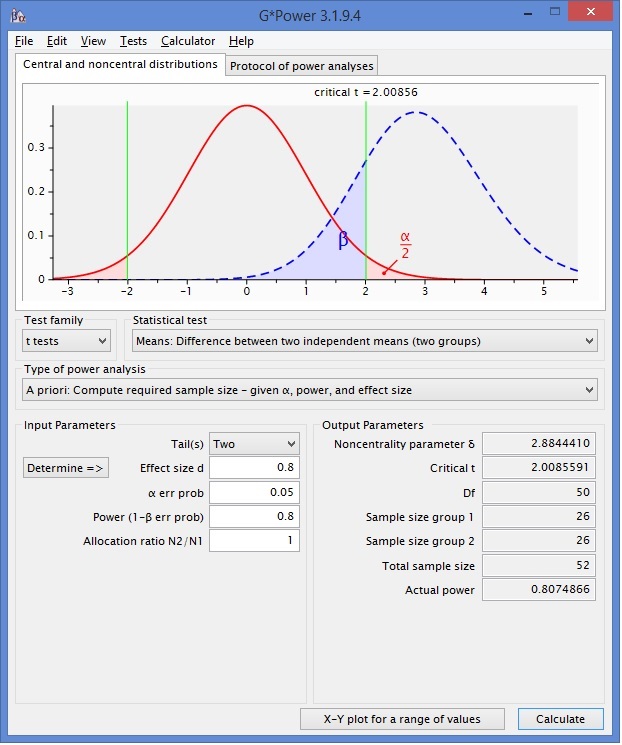 G*Power 3.1.9.4
File Edit View Tests Calculator Help
Central and noncentral distributions Protocol of power analyses
critical t = 2.00856
0.3
0.2
0.1
0
β
α
2
-3 -2 -1 0 1 2 3 4 5
Test family Statistical test
t tests Means: Difference between two independent means (two groups)
Type of power analysis
A priori: Compute required sample size - given α, power, and effect size
Input Parameters Output Parameters
Tail(s) Two Noncentrality parameter δ 2.8844410
Determine => Effect size d 0.8 Critical t 2.0085591
α err prob 0.05 Df 50
Power (1-β err prob) 0.8 Sample size group 1 26
Allocation ratio N2/N1 1 Sample size group 2 26
Total sample size 52
Actual power 0.8074866
X-Y plot for a range of values Calculate